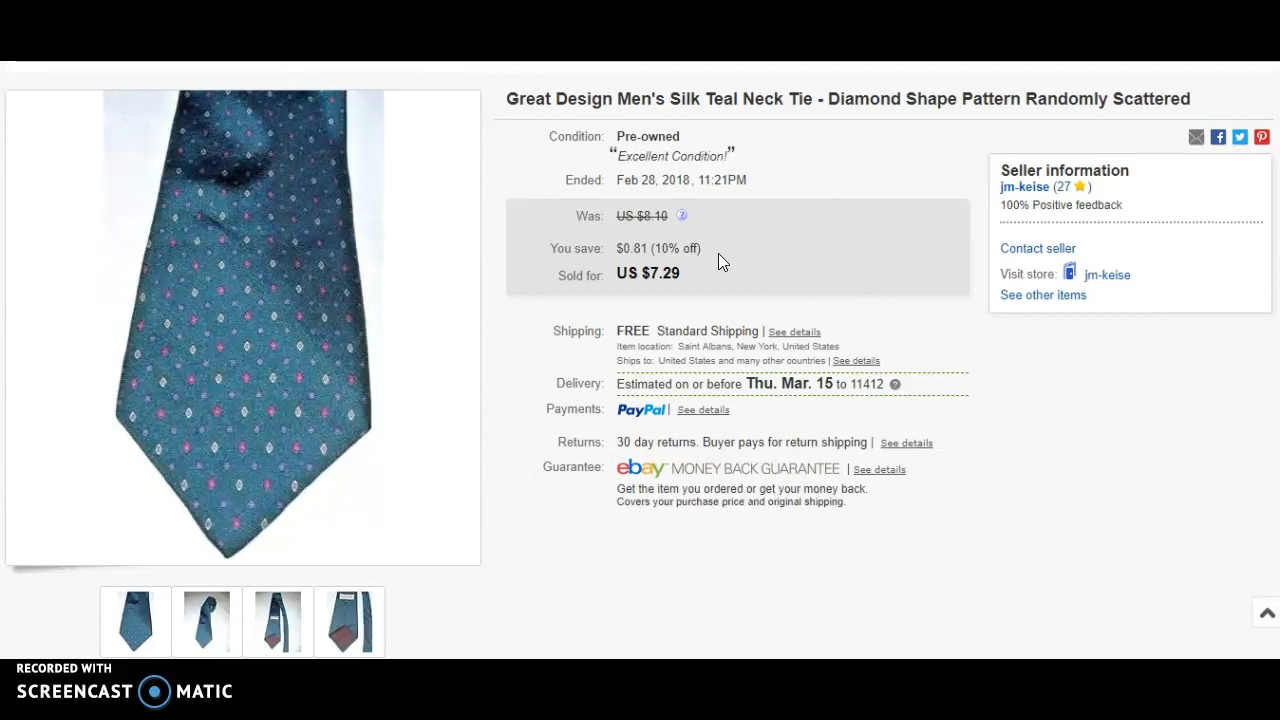 Great Design Men's Silk Teal Neck Tie - Diamond Shape Pattern Randomly Scattered
Condition: Pre-owned
“Excellent Condition!”
Ended: Feb 28, 2018, 11:21PM
Was: US $8.10
You save: $0.81 (10% off)
Sold for: US $7.29
Shipping: FREE Standard Shipping | See details
Item location: Saint Albans, New York, United States
Ships to: United States and many other countries | See details
Delivery: Estimated on or before Thu. Mar. 15 to 11412
Payments: PayPal | See details
Returns: 30 day returns. Buyer pays for return shipping | See details
Guarantee: ebay MONEY BACK GUARANTEE | See details
Get the item you ordered or get your money back.
Covers your purchase price and original shipping.
Seller information
jm-keise (27 )
100% Positive feedback
Contact seller
Visit store: jm-keise
See other items
RECORDED WITH
SCREENCAST MATIC